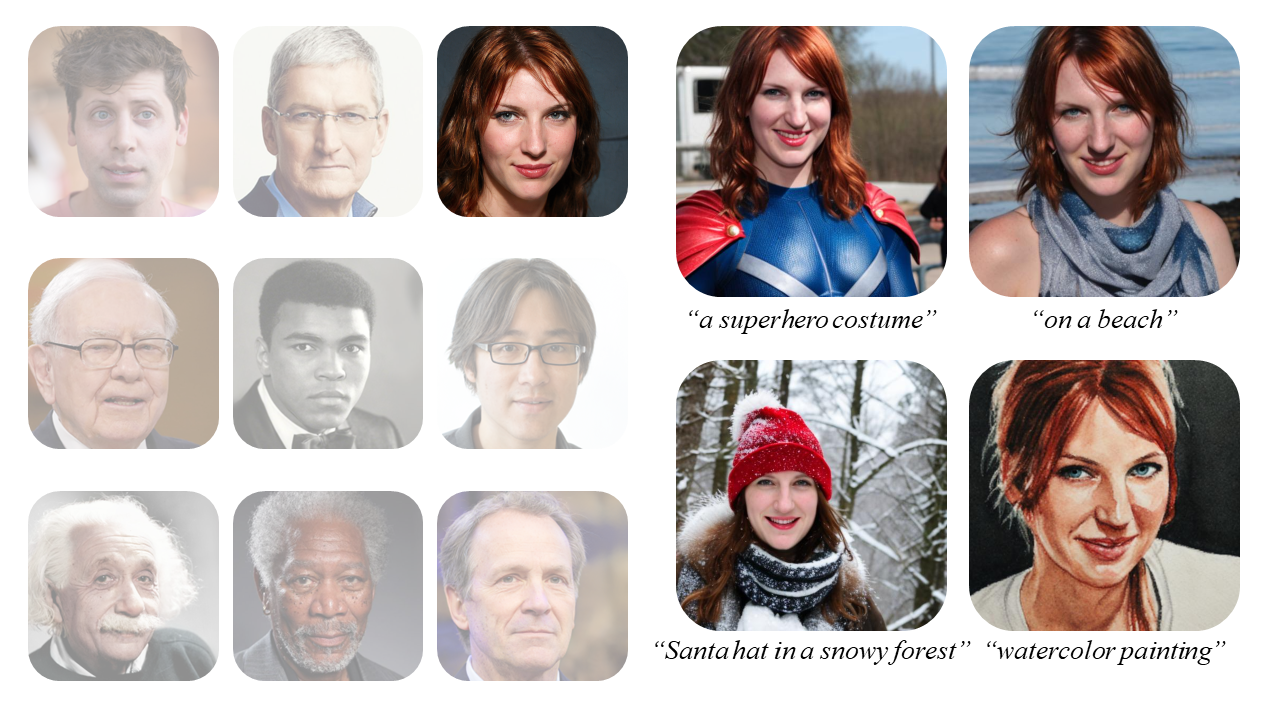 “a superhero costume”
“on a beach”
“Santa hat in a snowy forest”
“watercolor painting”